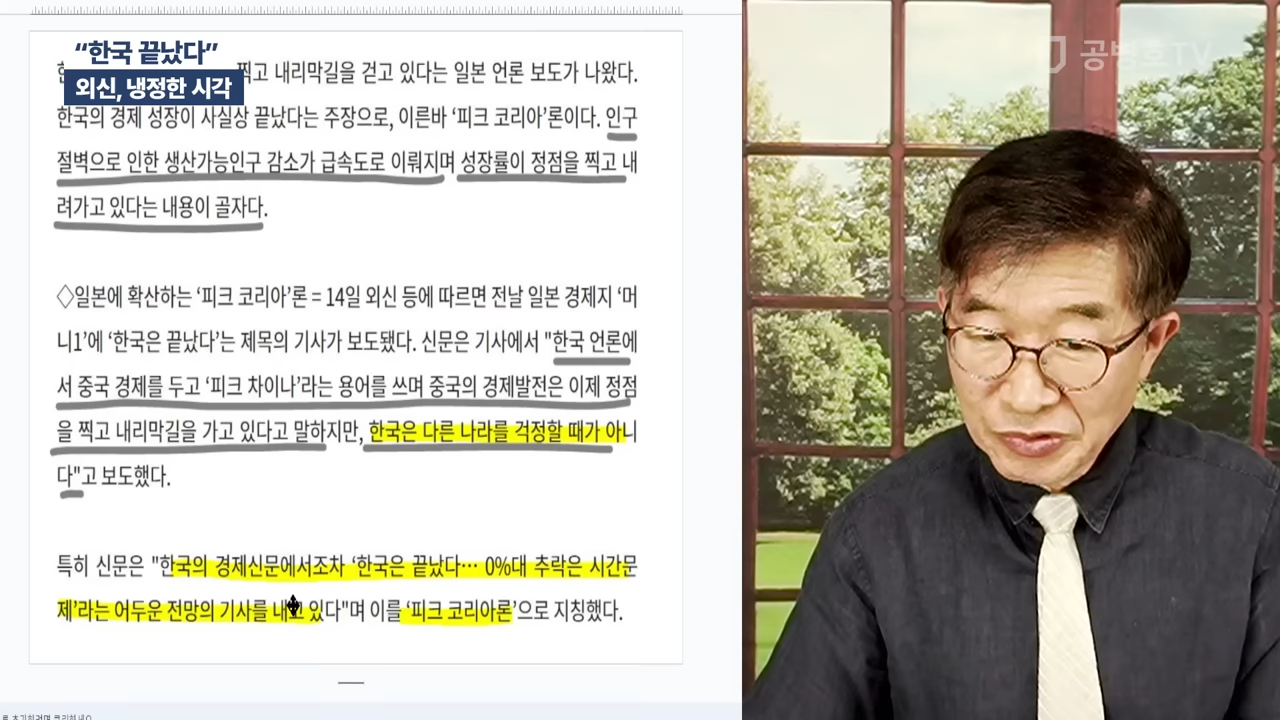 “한국 끝났다”
외신, 냉정한 시각
찍고 내리막길을 걷고 있다는 일본 언론 보도가 나왔다.
한국의 경제 성장이 사실상 끝났다는 주장으로, 이른바 ‘피크 코리아’론이다. 인구
절벽으로 인한 생산가능인구 감소가 급속도로 이뤄지며 성장률이 정점을 찍고 내
려가고 있다는 내용이 골자다.
◇일본에 확산하는 ‘피크 코리아’론 = 14일 외신 등에 따르면 전날 일본 경제지 ‘머
니1’에 ‘한국은 끝났다’는 제목의 기사가 보도됐다. 신문은 기사에서 "한국 언론에
서 중국 경제를 두고 ‘피크 차이나’라는 용어를 쓰며 중국의 경제발전은 이제 정점
을 찍고 내리막길을 가고 있다고 말하지만, 한국은 다른 나라를 걱정할 때가 아니
다"고 보도했다.
특히 신문은 "한국의 경제신문에서조차 ‘한국은 끝났다… 0%대 추락은 시간문
제’라는 어두운 전망의 기사를 내고 있다"며 이를 ‘피크 코리아론’으로 지칭했다.
공병호TV